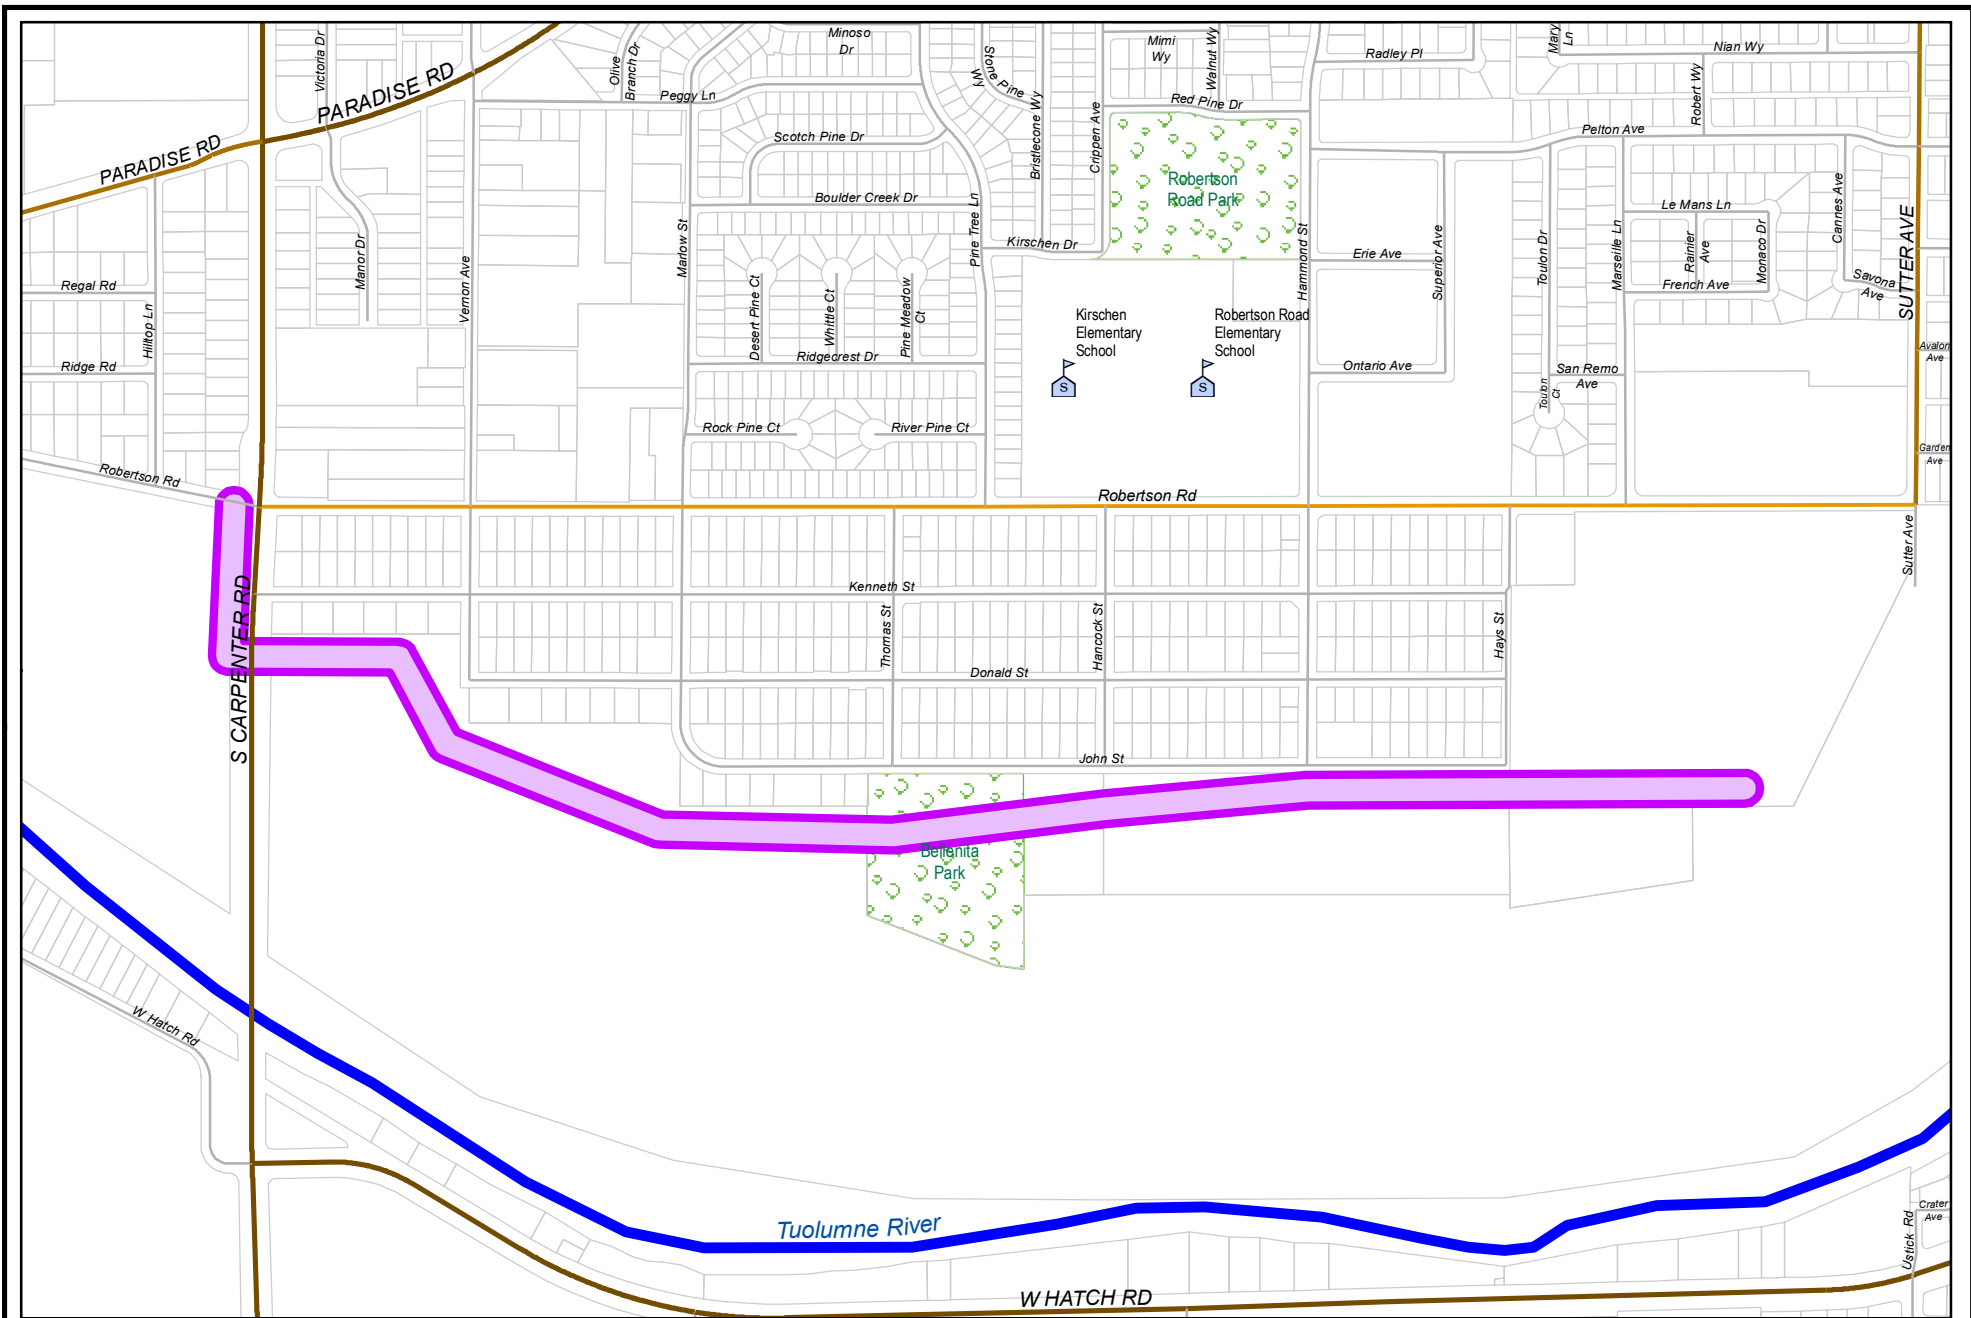 Victoria Dr
Olive
Branch Dr
Minoso
Dr
Stone Pine
Wy
Mimi
Wy
Walnut Wy
Radley Pl
Mary
Ln
Nian Wy
PARADISE RD
PARADISE RD
Peggy Ln
Bristlecone Wy
Crippen Ave
Red Pine Dr
Robert Wy
Pelton Ave
Scotch Pine Dr
Robertson
Road Park
Boulder Creek Dr
Le Mans Ln
Cannes Ave
SUTTER AVE
Manor Dr
Vernon Ave
Marlow St
Pine Tree Ln
Kirschen Dr
Hammond St
Erie Ave
Superior Ave
Toulon Dr
Marseille Ln
Rainier
Ave
Monaco Dr
French Ave
Savona
Ave
Regal Rd
Hilltop Ln
Ridge Rd
Desert Pine Ct
Whittle Ct
Pine Meadow
Ct
Ridgecrest Dr
Kirschen
Elementary
School
S
Robertson Road
Elementary
School
S
Ontario Ave
San Remo
Ave
Toulon
Ct
Avalon
Ave
Rock Pine Ct
River Pine Ct
Garden
Ave
Robertson Rd
Robertson Rd
Sutter Ave
S CARPENTER RD
Kenneth St
Thomas St
Hancock St
Hays St
Donald St
John St
Bellenita
Park
W Hatch Rd
Tuolumne River
W HATCH RD
Crater
Ave
Ustick Rd